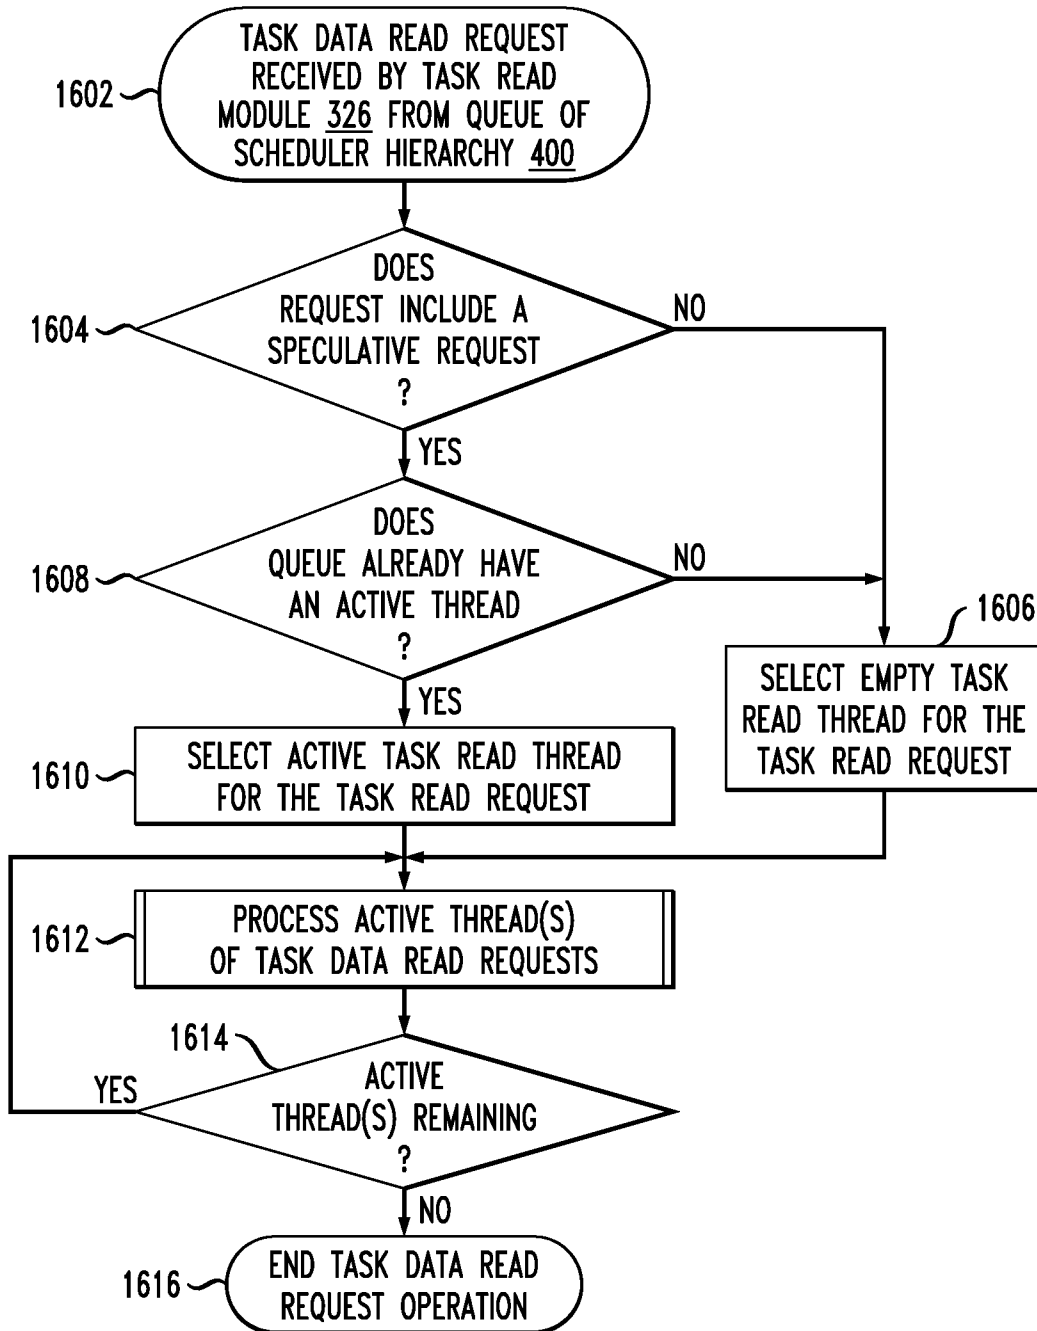 TASK DATA READ REQUEST
RECEIVED BY TASK READ
MODULE 326 FROM QUEUE OF
SCHEDULER HIERARCHY 400
1602
DOES
REQUEST INCLUDE A
SPECULATIVE REQUEST
?
1604
NO
YES
DOES
QUEUE ALREADY HAVE
AN ACTIVE THREAD
?
1608
NO
YES
1606
SELECT EMPTY TASK
READ THREAD FOR THE
TASK READ REQUEST
SELECT ACTIVE TASK READ THREAD
FOR THE TASK READ REQUEST
1610
PROCESS ACTIVE THREAD(S)
OF TASK DATA READ REQUESTS
1612
1614
ACTIVE
THREAD(S) REMAINING
?
YES
NO
END TASK DATA READ
REQUEST OPERATION
1616